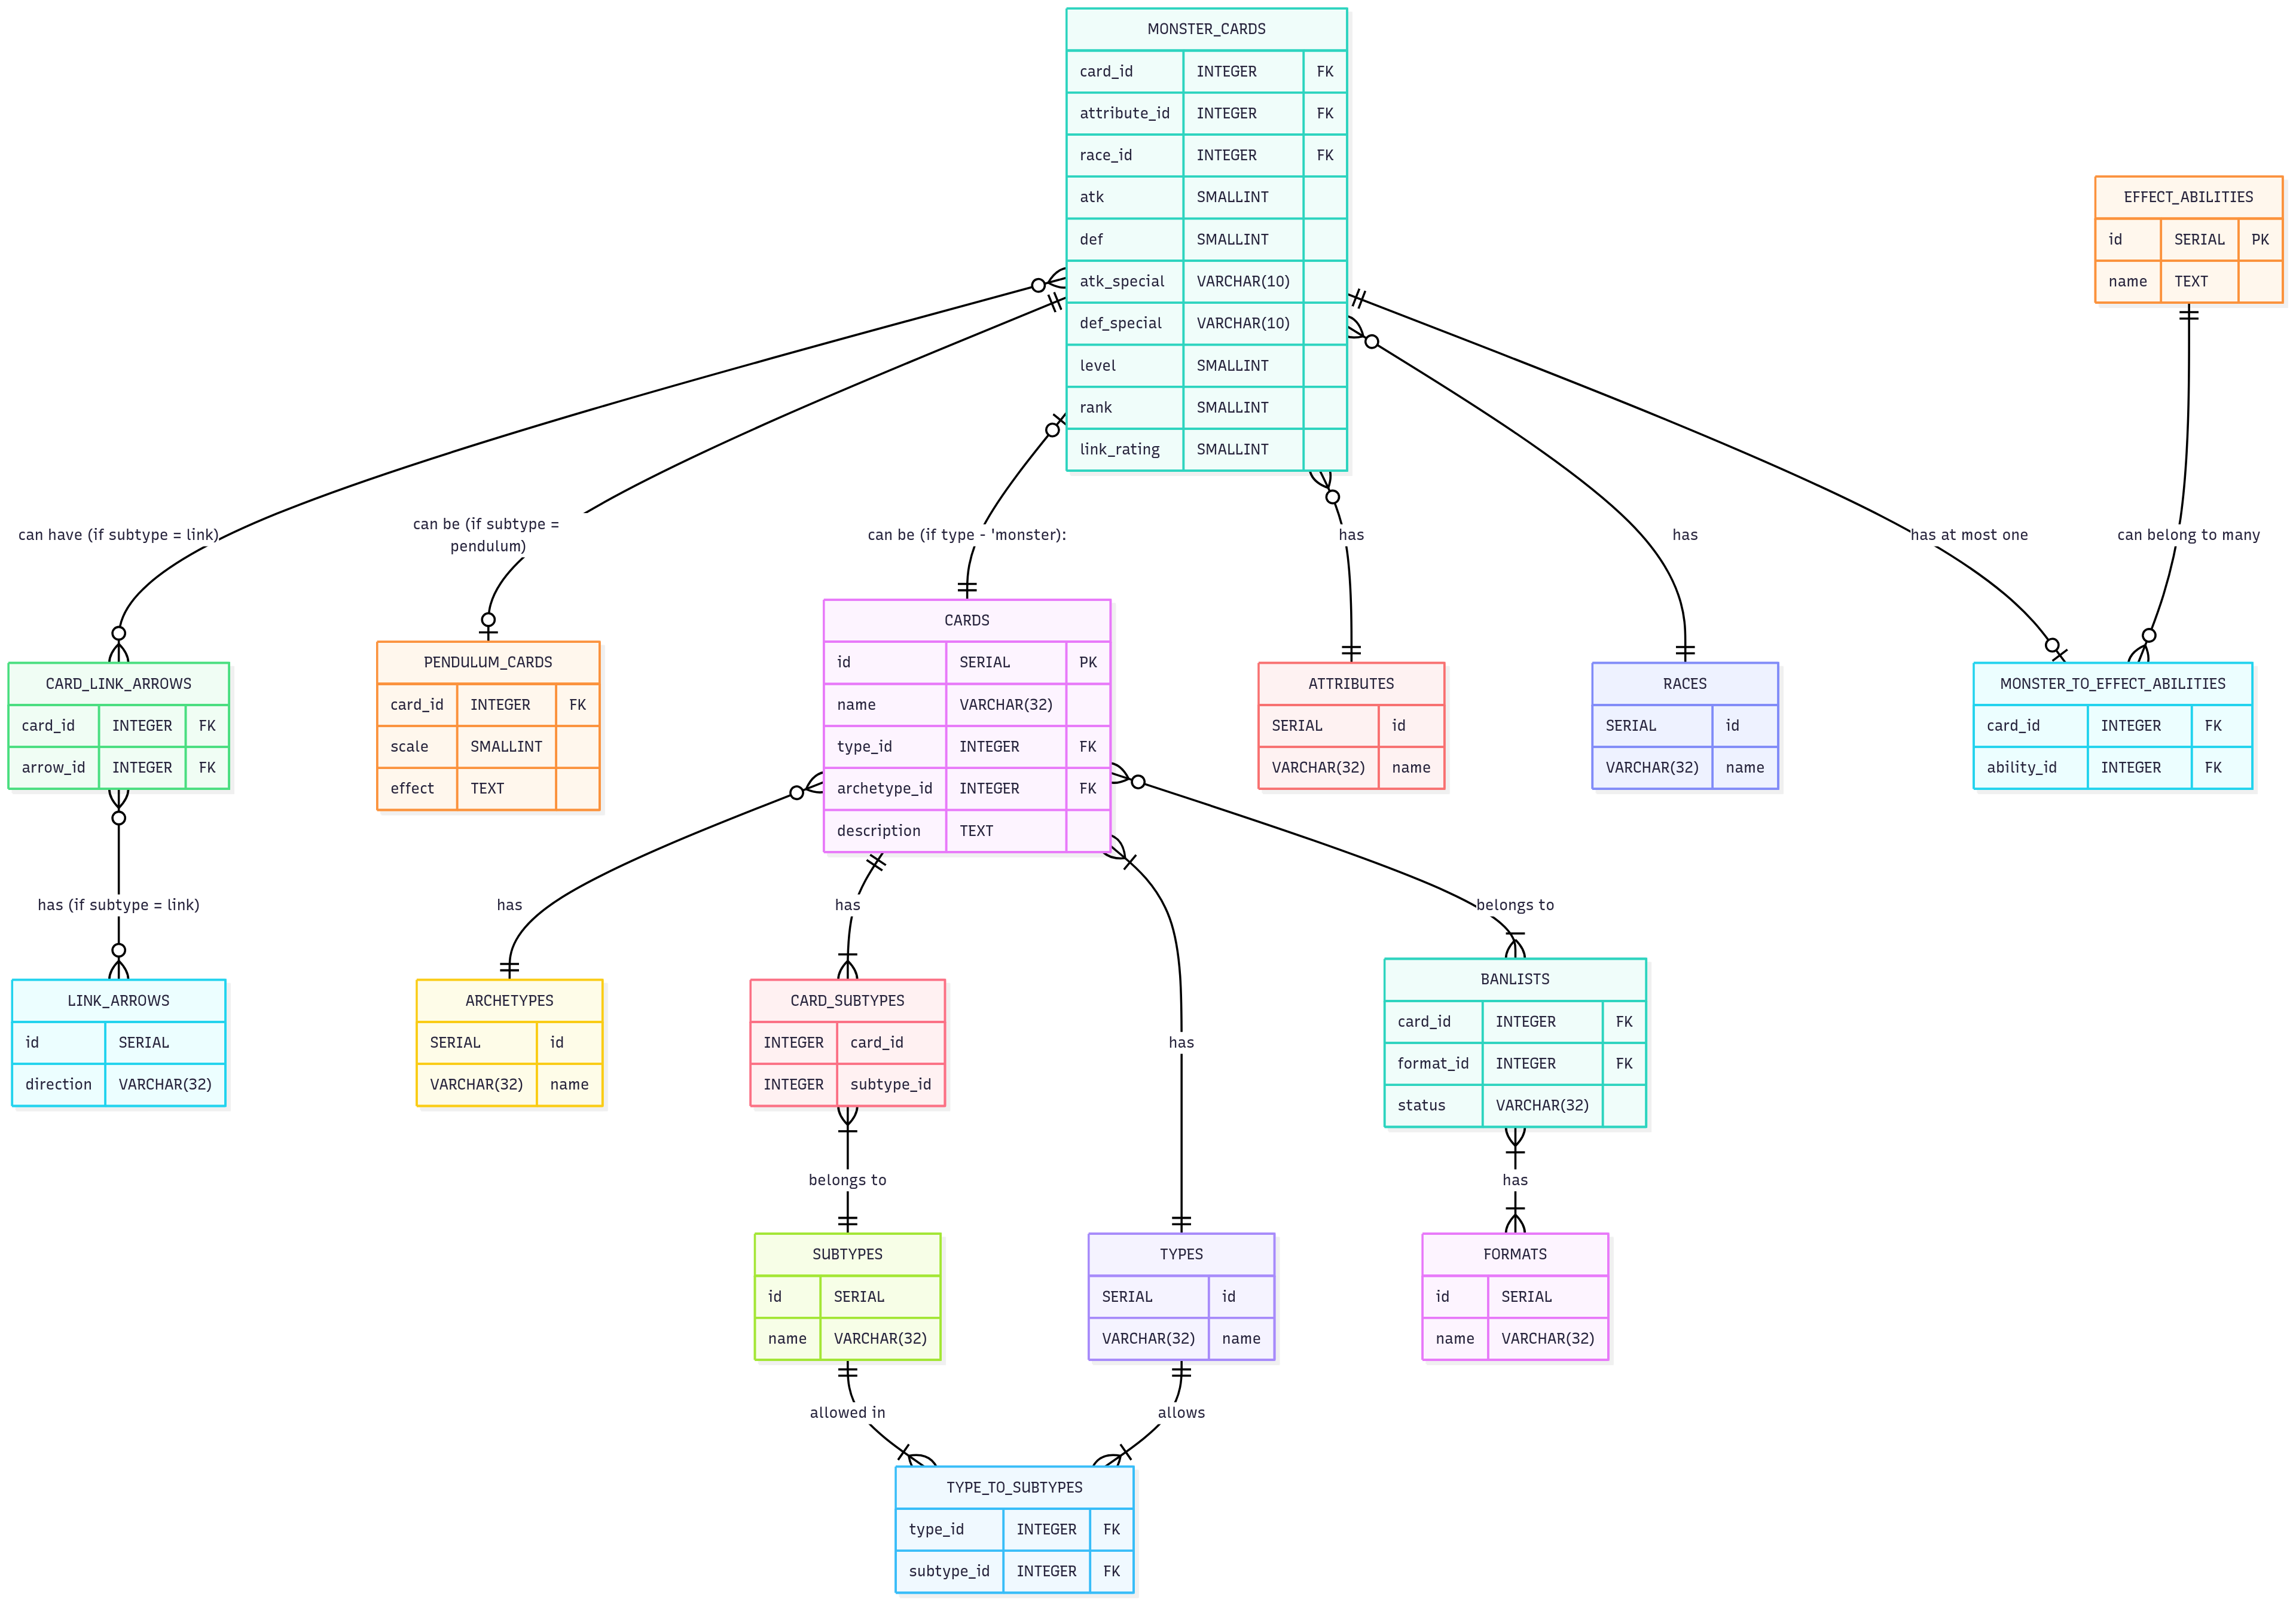 MONSTER_CARDS
card_id INTEGER FK
attribute_id INTEGER FK
race_id INTEGER FK
atk SMALLINT
def SMALLINT
atk_special VARCHAR(10)
def_special VARCHAR(10)
level SMALLINT
rank SMALLINT
link_rating SMALLINT
EFFECT_ABILITIES
id SERIAL PK
name TEXT
can have (if subtype = link)
can be (if subtype =
pendulum)
can be (if type - 'monster):
has
has
has at most one
can belong to many
CARD_LINK_ARROWS
card_id INTEGER FK
arrow_id INTEGER FK
PENDULUM_CARDS
card_id INTEGER FK
scale SMALLINT
effect TEXT
CARDS
id SERIAL PK
name VARCHAR(32)
type_id INTEGER FK
archetype_id INTEGER FK
description TEXT
ATTRIBUTES
SERIAL id
VARCHAR(32) name
RACES
SERIAL id
VARCHAR(32) name
MONSTER_TO_EFFECT_ABILITIES
card_id INTEGER FK
ability_id INTEGER FK
has (if subtype = link)
has
has
belongs to
LINK_ARROWS
id SERIAL
direction VARCHAR(32)
ARCHETYPES
SERIAL id
VARCHAR(32) name
CARD_SUBTYPES
INTEGER card_id
INTEGER subtype_id
has
BANLISTS
card_id INTEGER FK
format_id INTEGER FK
status VARCHAR(32)
belongs to
has
SUBTYPES
id SERIAL
name VARCHAR(32)
TYPES
SERIAL id
VARCHAR(32) name
FORMATS
id SERIAL
name VARCHAR(32)
allowed in
allows
TYPE_TO_SUBTYPES
type_id INTEGER FK
subtype_id INTEGER FK